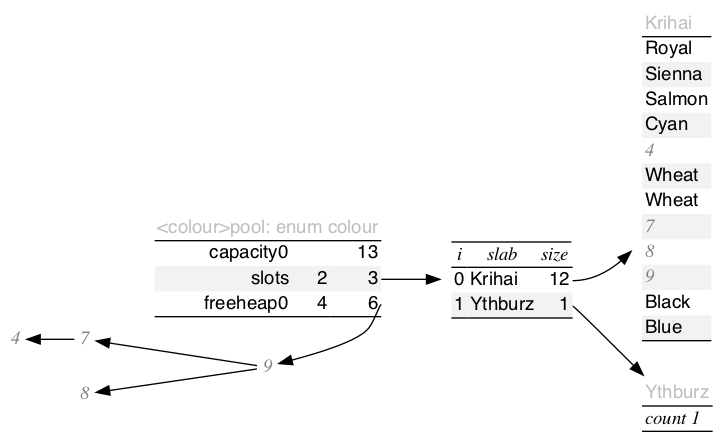 Krihai
Royal
Sienna
Salmon
Cyan
4
Wheat
Wheat
7
8
9
Black
Blue
<colour>pool: enum colour
capacity0 13
slots 2 3
freeheap0 4 6
i slab size
0 Krihai 12
1 Ythburz 1
4 7
9
8
Ythburz
count 1